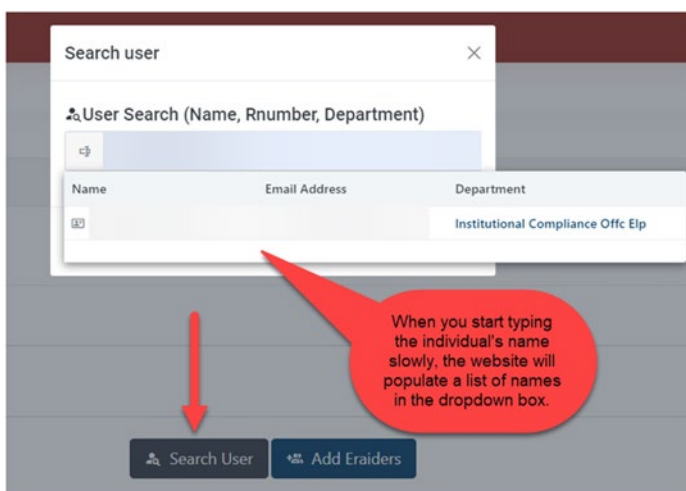 Search user
User Search (Name, Rnumber, Department)
Name Email Address Department
Institutional Compliance Offc Elp
When you start typing
the individual's name
slowly, the website will
populate a list of names
in the dropdown box.
Search User Add Eraiders